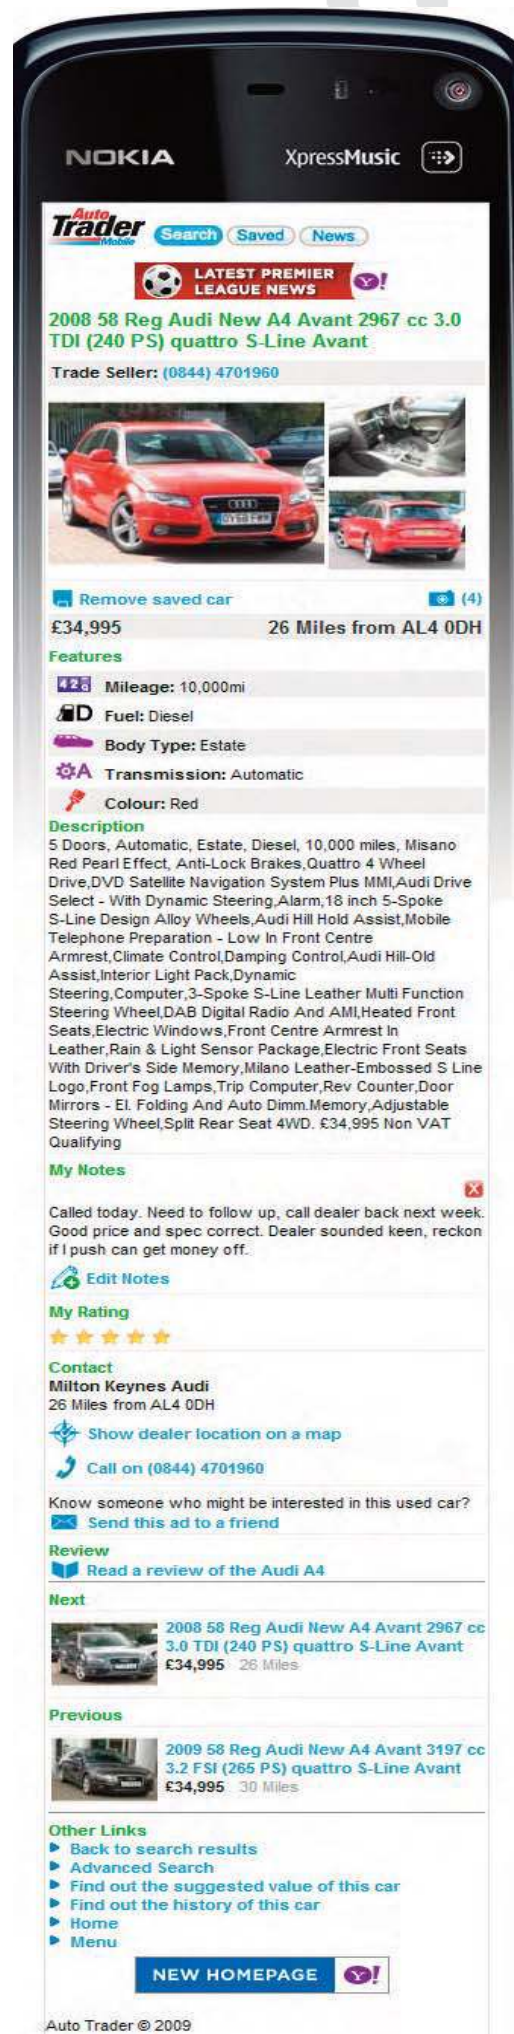 NOKIA
XpressMusic
Auto
Trader
Mobile
Search
Saved
News
LATEST PREMIER
LEAGUE NEWS
Y!
2008 58 Reg Audi New A4 Avant 2967 cc 3.0
TDI (240 PS) quattro S-Line Avant
Trade Seller: (0844) 4701960
Remove saved car
(4)
£34,995
26 Miles from AL4 0DH
Features
Mileage: 10,000mi
D Fuel: Diesel
Body Type: Estate
A Transmission: Automatic
Colour: Red
Description
5 Doors, Automatic, Estate, Diesel, 10,000 miles, Misano
Red Pearl Effect, Anti-Lock Brakes,Quattro 4 Wheel
Drive,DVD Satellite Navigation System Plus MMI,Audi Drive
Select - With Dynamic Steering,Alarm,18 inch 5-Spoke
S-Line Design Alloy Wheels,Audi Hill Hold Assist,Mobile
Telephone Preparation - Low In Front Centre
Armrest,Climate Control,Damping Control,Audi Hill-Old
Assist,Interior Light Pack,Dynamic
Steering,Computer,3-Spoke S-Line Leather Multi Function
Steering Wheel,DAB Digital Radio And AMI,Heated Front
Seats,Electric Windows,Front Centre Armrest In
Leather,Rain & Light Sensor Package,Electric Front Seats
With Driver's Side Memory,Milano Leather-Embossed S Line
Logo,Front Fog Lamps,Trip Computer,Rev Counter,Door
Mirrors - El. Folding And Auto Dimm.Memory,Adjustable
Steering Wheel,Split Rear Seat 4WD. £34,995 Non VAT
Qualifying
My Notes
Called today. Need to follow up, call dealer back next week.
Good price and spec correct. Dealer sounded keen, reckon
if I push can get money off.
Edit Notes
My Rating
Contact
Milton Keynes Audi
26 Miles from AL4 0DH
Show dealer location on a map
Call on (0844) 4701960
Know someone who might be interested in this used car?
Send this ad to a friend
Review
Read a review of the Audi A4
Next
2008 58 Reg Audi New A4 Avant 2967 cc
3.0 TDI (240 PS) quattro S-Line Avant
£34,995 26 Miles
Previous
2009 58 Reg Audi New A4 Avant 3197 cc
3.2 FSI (265 PS) quattro S-Line Avant
£34,995 30 Miles
Other Links
Back to search results
Advanced Search
Find out the suggested value of this car
Find out the history of this car
Home
Menu
NEW HOMEPAGE
Y!
Auto Trader © 2009